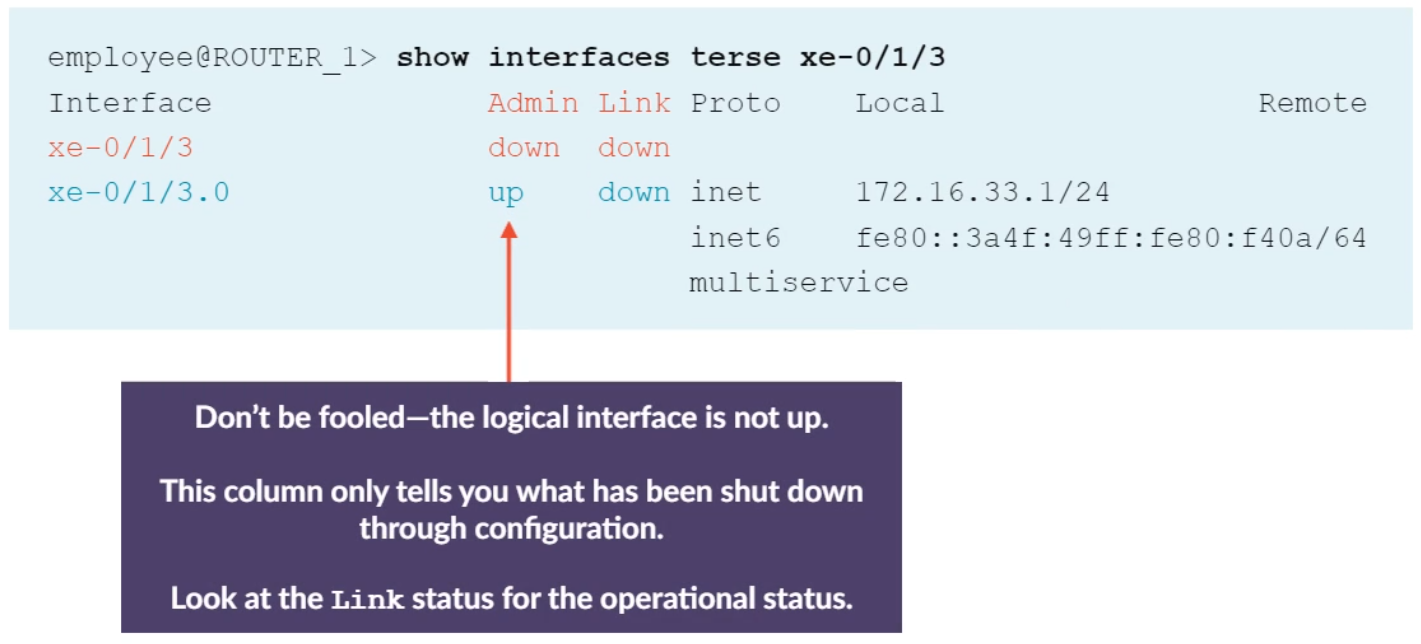 employee@ROUTER_1> show interfaces terse xe-0/1/3
Interface Admin Link Proto Local Remote
xe-0/1/3 down down
xe-0/1/3.0 up down inet 172.16.33.1/24
inet6 fe80::3a4f:49ff:fe80:f40a/64
multiservice
Don’t be fooled—the logical interface is not up.
This column only tells you what has been shut down
through configuration.
Look at the Link status for the operational status.